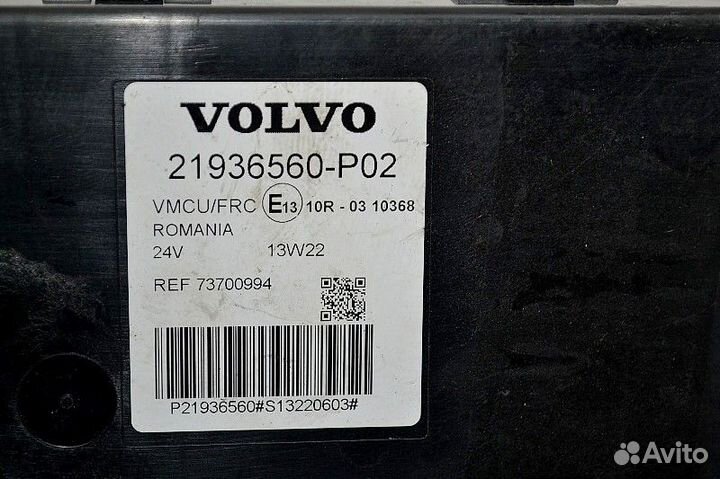 VOLVO
21936560-P02
VMCU/FRC E13 10R - 03 10368
ROMANIA
24V 13W22
REF 73700994
P21936560#S13220603#
Avito